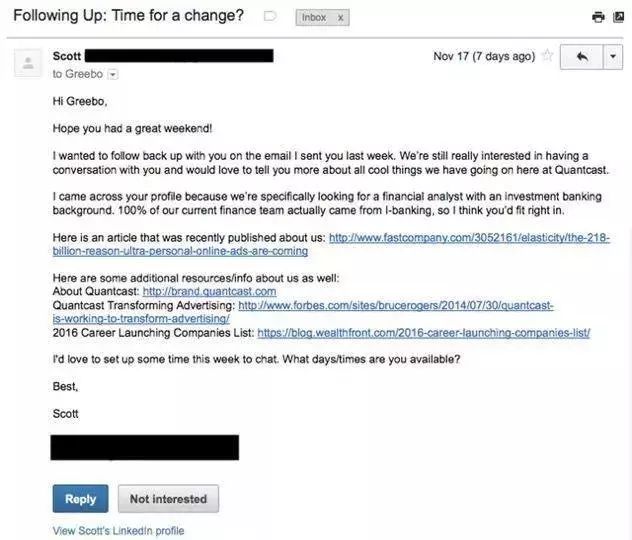 Following Up: Time for a change?
Inbox x
Scott
Nov 17 (7 days ago)
to Greebo
Hi Greebo,
Hope you had a great weekend!
I wanted to follow back up with you on the email I sent you last week. We're still really interested in having a
conversation with you and would love to tell you more about all cool things we have going on here at Quantcast.
I came across your profile because we're specifically looking for a financial analyst with an investment banking
background. 100% of our current finance team actually came from I-banking, so I think you'd fit right in.
Here is an article that was recently published about us: http://www.fastcompany.com/3052161/elasticity/the-218-
billion-reason-ultra-personal-online-ads-are-coming
Here are some additional resources/info about us as well:
About Quantcast: http://brand.quantcast.com
Quantcast Transforming Advertising: http://www.forbes.com/sites/brucerogers/2014/07/30/quantcast-
is-working-to-transform-advertising/
2016 Career Launching Companies List: https://blog.wealthfront.com/2016-career-launching-companies-list/
I'd love to set up some time this week to chat. What days/times are you available?
Best,
Scott
Reply
Not interested
View Scott's LinkedIn profile